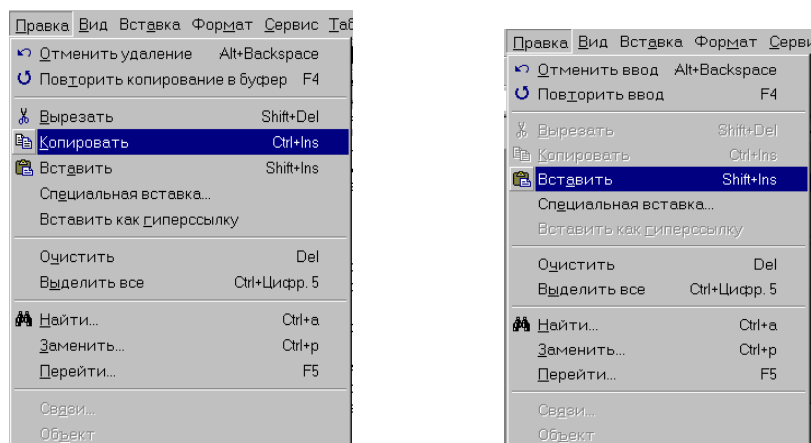 Правка Вид Вставка Формат Сервис Таб
Отменить удаление Alt+Backspace
Повторить копирование в буфер F4
Вырезать Shift+Del
Копировать Ctrl+Ins
Вставить Shift+Ins
Специальная вставка...
Вставить как гиперссылку
Очистить Del
Выделить все Ctrl+Цифр. 5
Найти... Ctrl+а
Заменить... Ctrl+р
Перейти... F5
Связи...
Объект
Правка Вид Вставка Формат Серви
Отменить ввод Alt+Backspace
Повторить ввод F4
Вырезать Shift+Del
Копировать Ctrl+Ins
Вставить Shift+Ins
Специальная вставка...
Вставить как гиперссылку
Очистить Del
Выделить все Ctrl+Цифр. 5
Найти... Ctrl+а
Заменить... Ctrl+р
Перейти... F5
Связи...
Объект